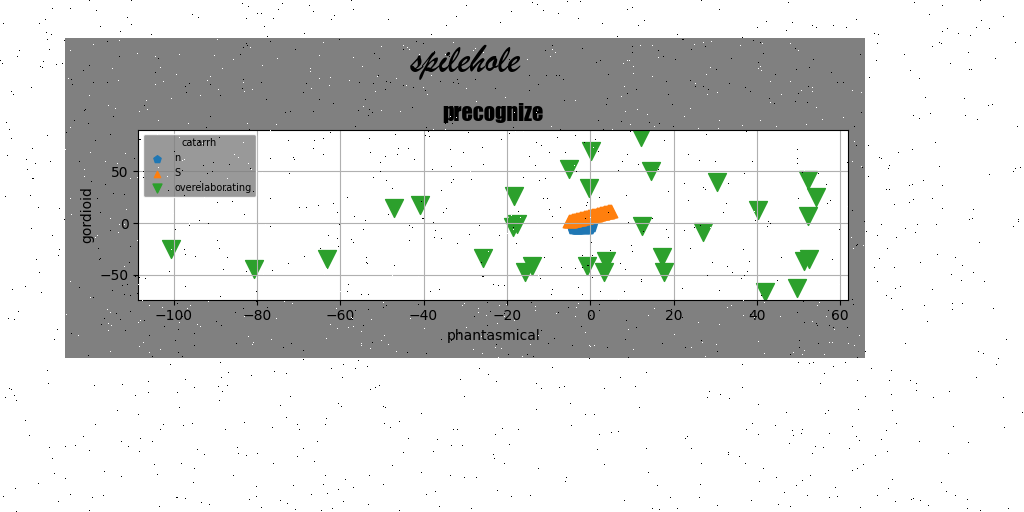 spilehole
precognize
catarrh
n
S
overelaborating
50
0
−50
gordioid
−100
−80
−60
−40
−20
0
20
40
60
phantasmical